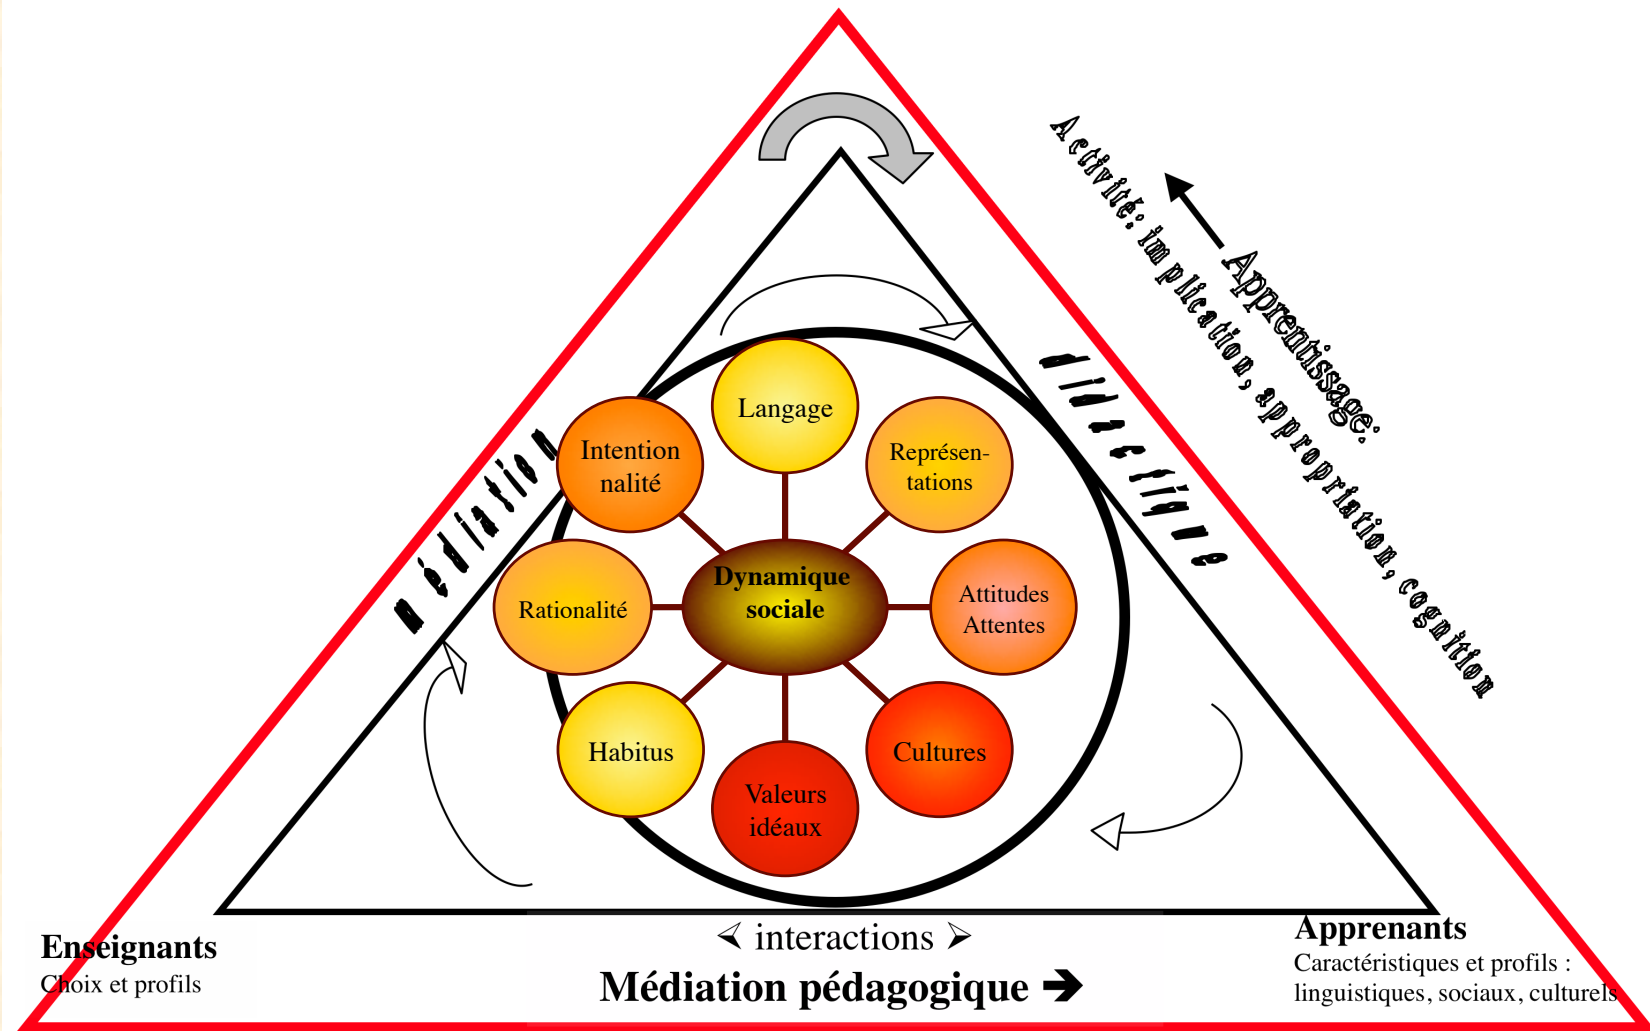 Activité: implication, appropriation, cognition
Apprentissage:
médiation
didactique
Langage
Intention
nalité
Représen-
tations
Dynamique
sociale
Rationalité
Attitudes
Attentes
Habitus
Cultures
Valeurs
idéaux
Enseignants
Choix et profils
interactions
Médiation pédagogique ➔
Apprenants
Caractéristiques et profils :
linguistiques, sociaux, culturels